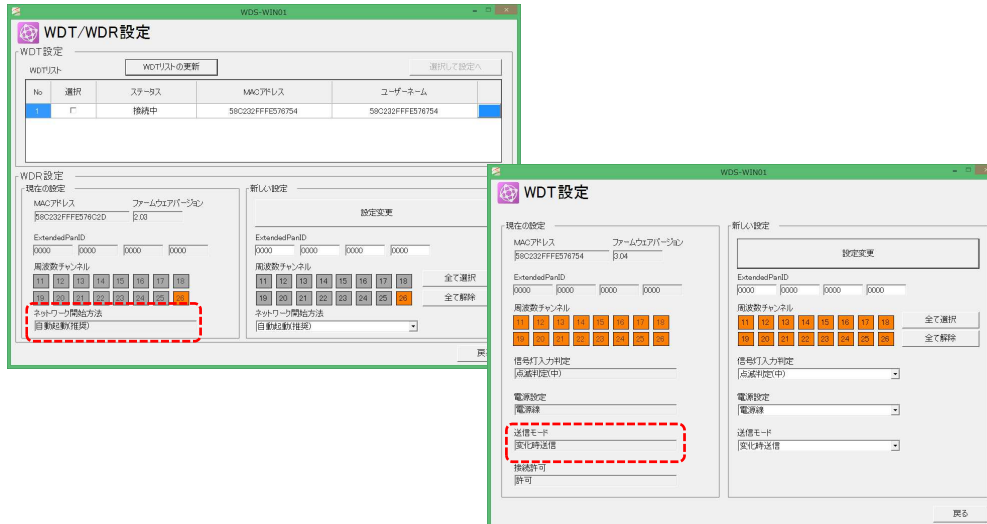 WDS-WIN01
WDT/WDR設定
WDT設定
WDTリスト
WDTリストの更新
選択して設定へ
No 選択 ステータス MACアドレス ユーザーネーム
1 接続中 58C232FFFE576754 58C232FFFE576754
WDR設定
現在の設定
MACアドレス ファームウェアバージョン
58C232FFFE576C2D 2.03
ExtendedPanID
0000 0000 0000 0000
周波数チャンネル
11 12 13 14 15 16 17 18
19 20 21 22 23 24 25 26
ネットワーク開始方法
自動起動(推奨)
新しい設定
設定変更
ExtendedPanID
0000 0000 0000 0000
周波数チャンネル
11 12 13 14 15 16 17 18
全て選択
19 20 21 22 23 24 25 26
全て解除
ネットワーク開始方法
自動起動(推奨)
WDS-WIN01
WDT設定
現在の設定
MACアドレス ファームウェアバージョン
58C232FFFE576754 3.04
ExtendedPanID
0000 0000 0000 0000
周波数チャンネル
11 12 13 14 15 16 17 18
19 20 21 22 23 24 25 26
信号灯入力判定
点滅判定(中)
電源設定
電源線
送信モード
変化時送信
接続許可
許可
新しい設定
設定変更
ExtendedPanID
0000 0000 0000 0000
周波数チャンネル
11 12 13 14 15 16 17 18
全て選択
19 20 21 22 23 24 25 26
全て解除
信号灯入力判定
点滅判定(中)
電源設定
電源線
送信モード
変化時送信
戻る